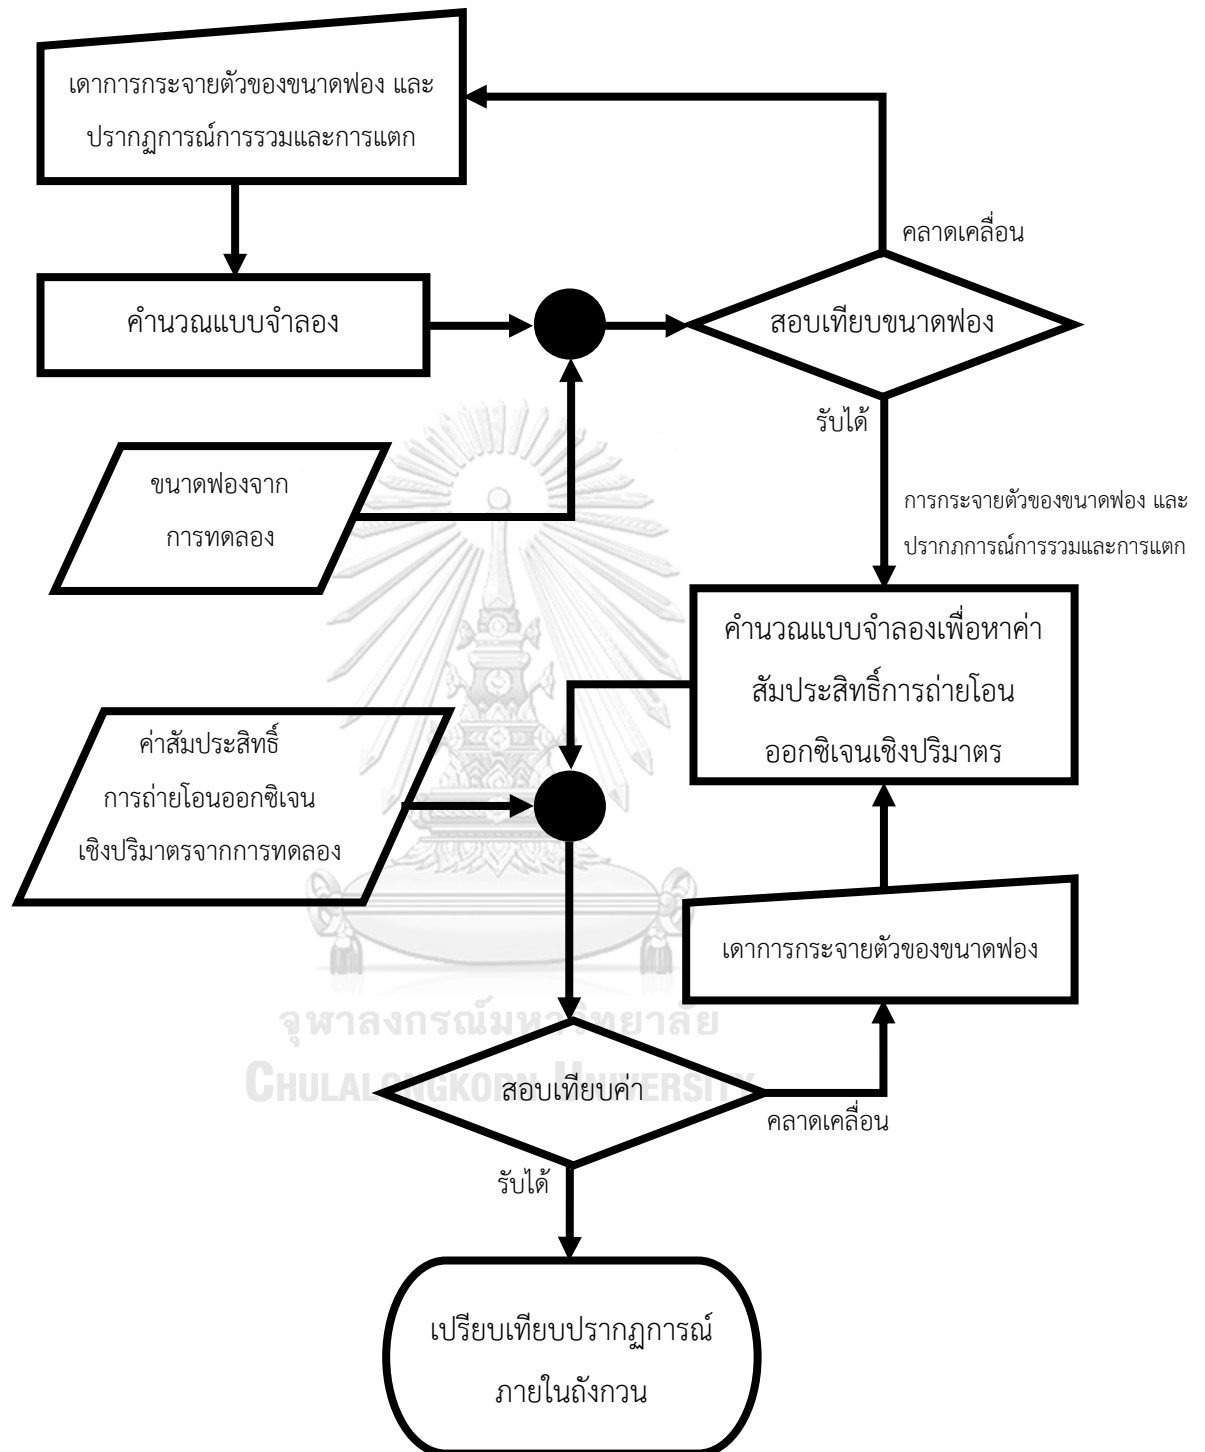 เดาการกระจายตัวของขนาดฟอง และ
ปรากฏการณ์การรวมและการแตก
คลาดเคลื่อน
คำนวณแบบจำลอง
สอบเทียบขนาดฟอง
รับได้
ขนาดฟองจาก
การทดลอง
การกระจายตัวของขนาดฟอง และ
ปรากภการณ์การรวมและการแตก
คำนวณแบบจำลองเพื่อหาค่า
สัมประสิทธิ์การถ่ายโอน
ออกซิเจนเชิงปริมาตร
ค่าสัมประสิทธิ์
การถ่ายโอนออกซิเจน
เชิงปริมาตรจากการทดลอง
เดาการกระจายตัวของขนาดฟอง
จุฬาลงกรณ์มหาวิทยาลัย
CHULALONGKORN UNIVERSITY
สอบเทียบค่า
คลาดเคลื่อน
รับได้
เปรียบเทียบปรากฏการณ์
ภายในถังกวน